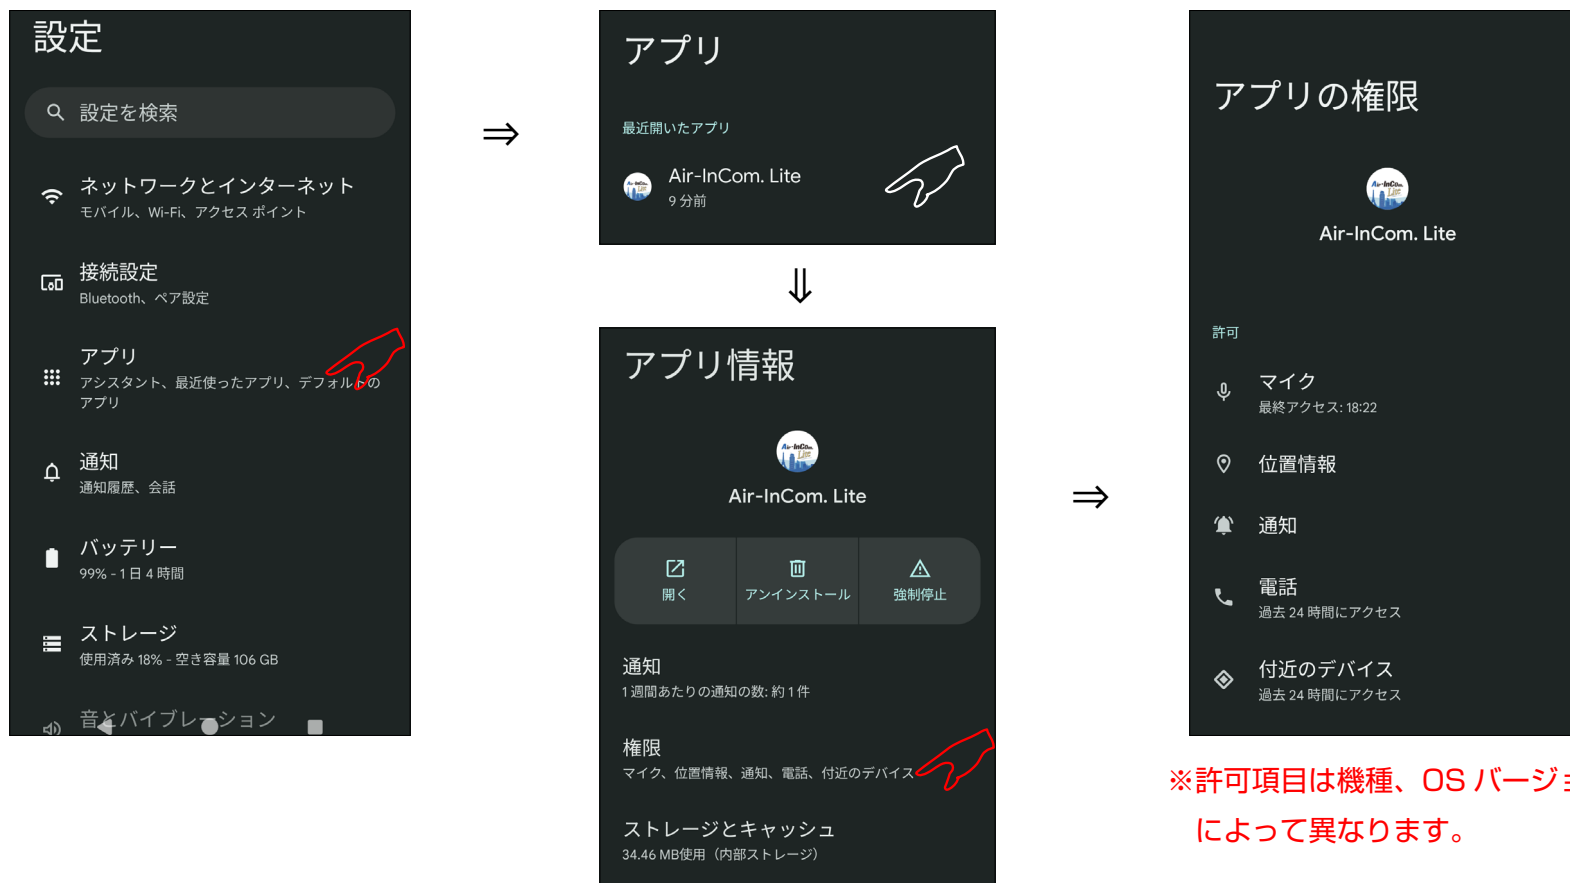 設定
設定を検索
ネットワークとインターネット
モバイル、Wi-Fi、アクセス ポイント
接続設定
Bluetooth、ペア設定
アプリ
アシスタント、最近使ったアプリ、デフォルトの
アプリ
通知
通知履歴、会話
バッテリー
99% - 1 日 4 時間
ストレージ
使用済み 18% - 空き容量 106 GB
音とバイブレーション
⇒
アプリ
最近開いたアプリ
Air-InCom. Lite
9 分前
⇓
アプリ情報
Air-InCom. Lite
Air-InCom. Lite
開く
アンインストール
強制停止
通知
1 週間あたりの通知の数: 約 1 件
権限
マイク、位置情報、通知、電話、付近のデバイス
ストレージとキャッシュ
34.46 MB使用（内部ストレージ）
⇒
アプリの権限
Air-InCom. Lite
Air-InCom. Lite
許可
マイク
最終アクセス: 18:22
位置情報
通知
電話
過去 24 時間にアクセス
付近のデバイス
過去 24 時間にアクセス
※許可項目は機種、OS バージョ
によって異なります。